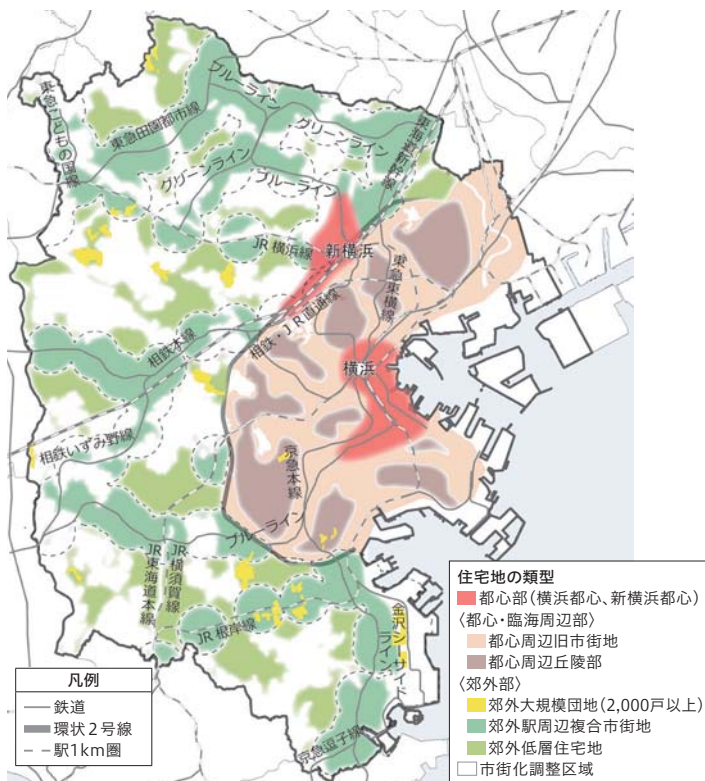 ブルーライン
東急こどもの国線
東急田園都市線
グリーンライン
東海道新幹線
グリーンライン
ブルーライン
JR横浜線
新横浜
東急東横線
相鉄・JR直通線
相鉄本線
横浜
相鉄いずみ野線
京急本線
ブルーライン
JR東海道本線
JR横須賀線
JR根岸線
金沢シーサイドライン
京急逗子線
凡例
鉄道
環状2号線
駅1km圏
住宅地の類型
都心部(横浜都心、新横浜都心)
〈都心・臨海周辺部〉
都心周辺旧市街地
都心周辺丘陵部
〈郊外部〉
郊外大規模団地(2,000戸以上)
郊外駅周辺複合市街地
郊外低層住宅地
市街化調整区域